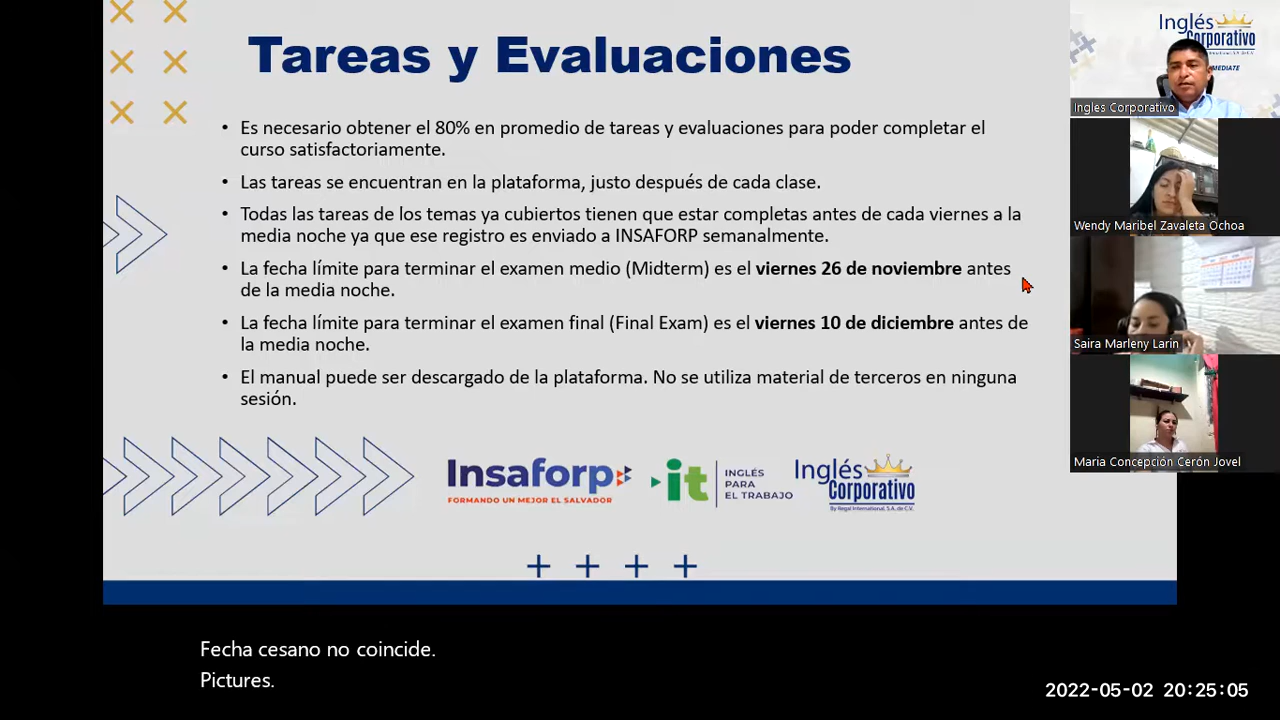 Tareas y Evaluaciones
• Es necesario obtener el 80% en promedio de tareas y evaluaciones para poder completar el
curso satisfactoriamente.
• Las tareas se encuentran en la plataforma, justo después de cada clase.
• Todas las tareas de los temas ya cubiertos tienen que estar completas antes de cada viernes a la
media noche ya que ese registro es enviado a INSAFORP semanalmente.
• La fecha límite para terminar el examen medio (Midterm) es el viernes 26 de noviembre antes
de la media noche.
• La fecha límite para terminar el examen final (Final Exam) es el viernes 10 de diciembre antes de
la media noche.
• El manual puede ser descargado de la plataforma. No se utiliza material de terceros en ninguna
sesión.
Insaforp
FORMANDO UN MEJOR EL SALVADOR
it
INGLÉS
PARA
EL TRABAJO
Inglés
Corporativo
By Regal International, S.A. de C.V.
Inglés
Corporativo
Ingles Corporativo
Wendy Maribel Zavaleta Ochoa
Saira Marleny Larin
Maria Concepción Cerón Jovel
Fecha cesano no coincide.
Pictures.
2022-05-02 20:25:05